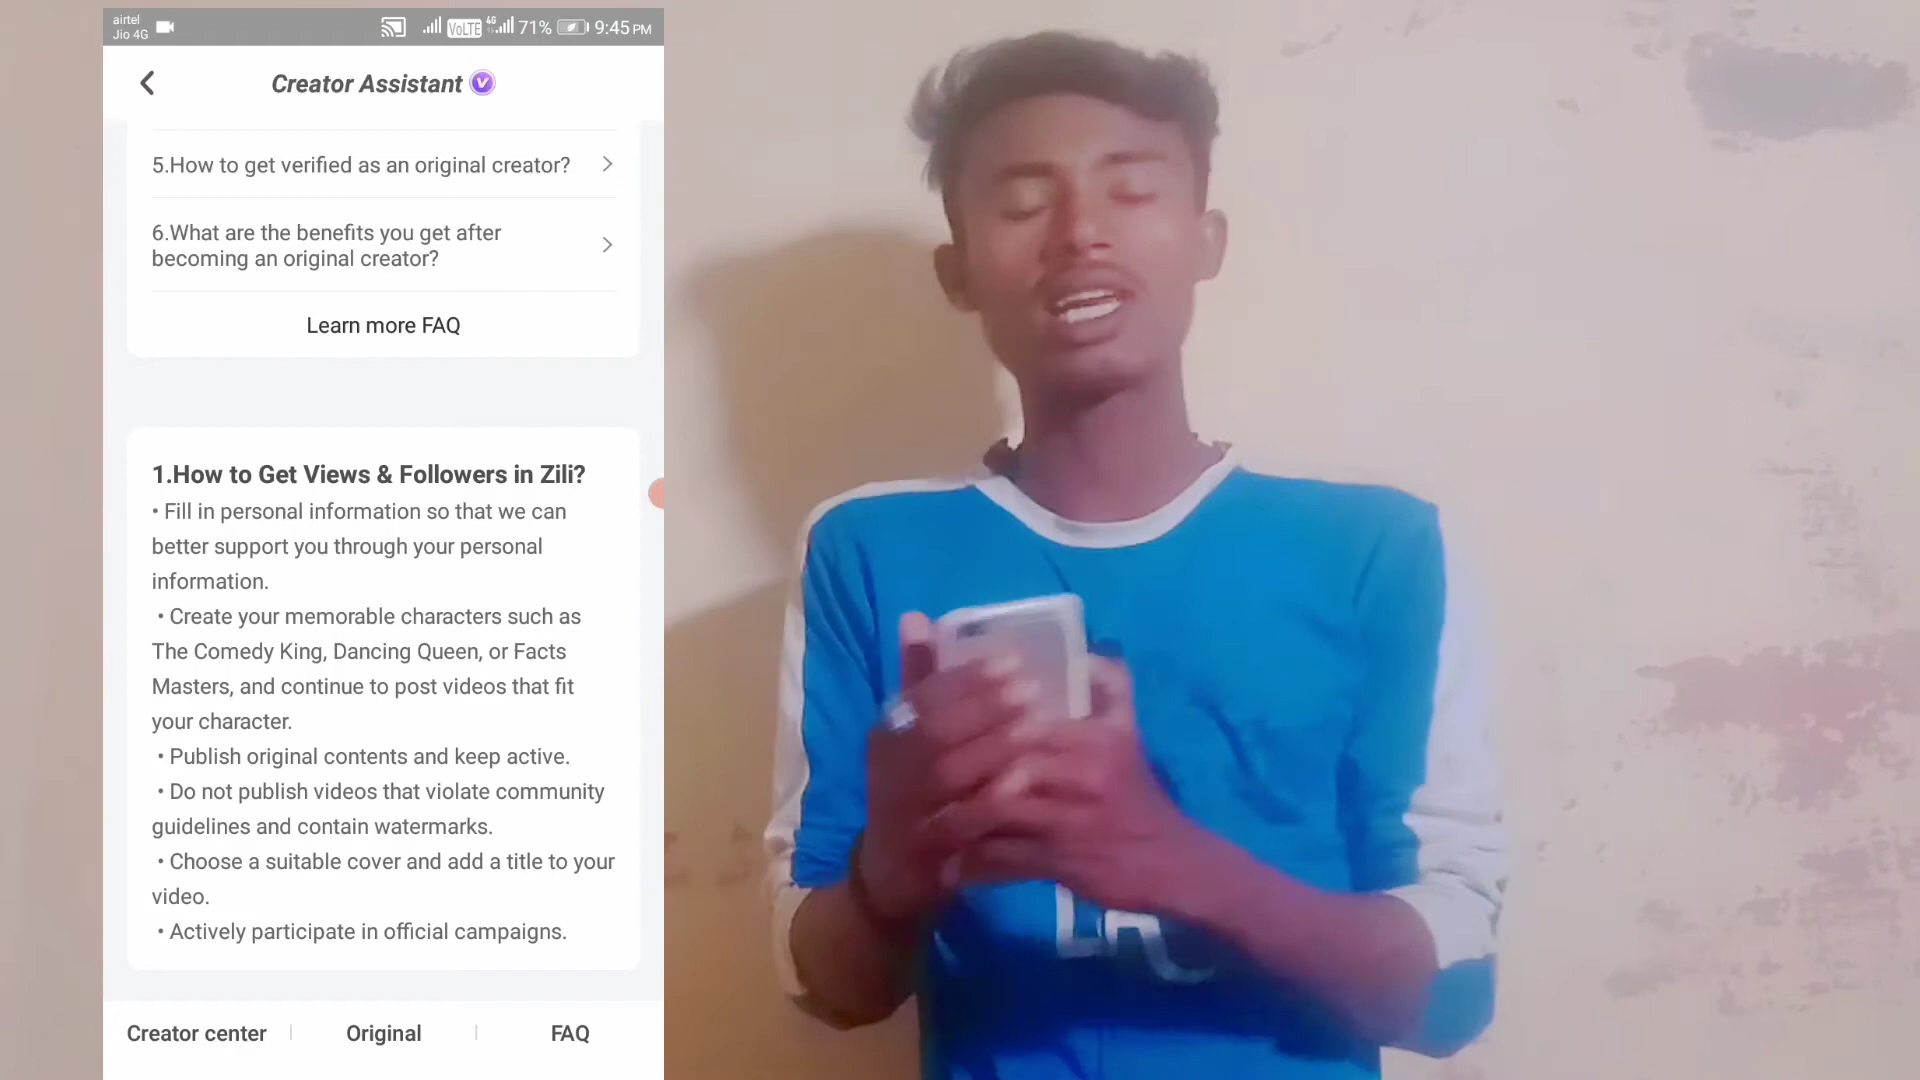 airtel
Jio 4G
VoLTE 4G 71% 9:45 PM
Creator Assistant
5.How to get verified as an original creator?
6.What are the benefits you get after
becoming an original creator?
Learn more FAQ
1.How to Get Views & Followers in Zili?
• Fill in personal information so that we can
better support you through your personal
information.
• Create your memorable characters such as
The Comedy King, Dancing Queen, or Facts
Masters, and continue to post videos that fit
your character.
• Publish original contents and keep active.
• Do not publish videos that violate community
guidelines and contain watermarks.
• Choose a suitable cover and add a title to your
video.
• Actively participate in official campaigns.
Creator center
Original
FAQ